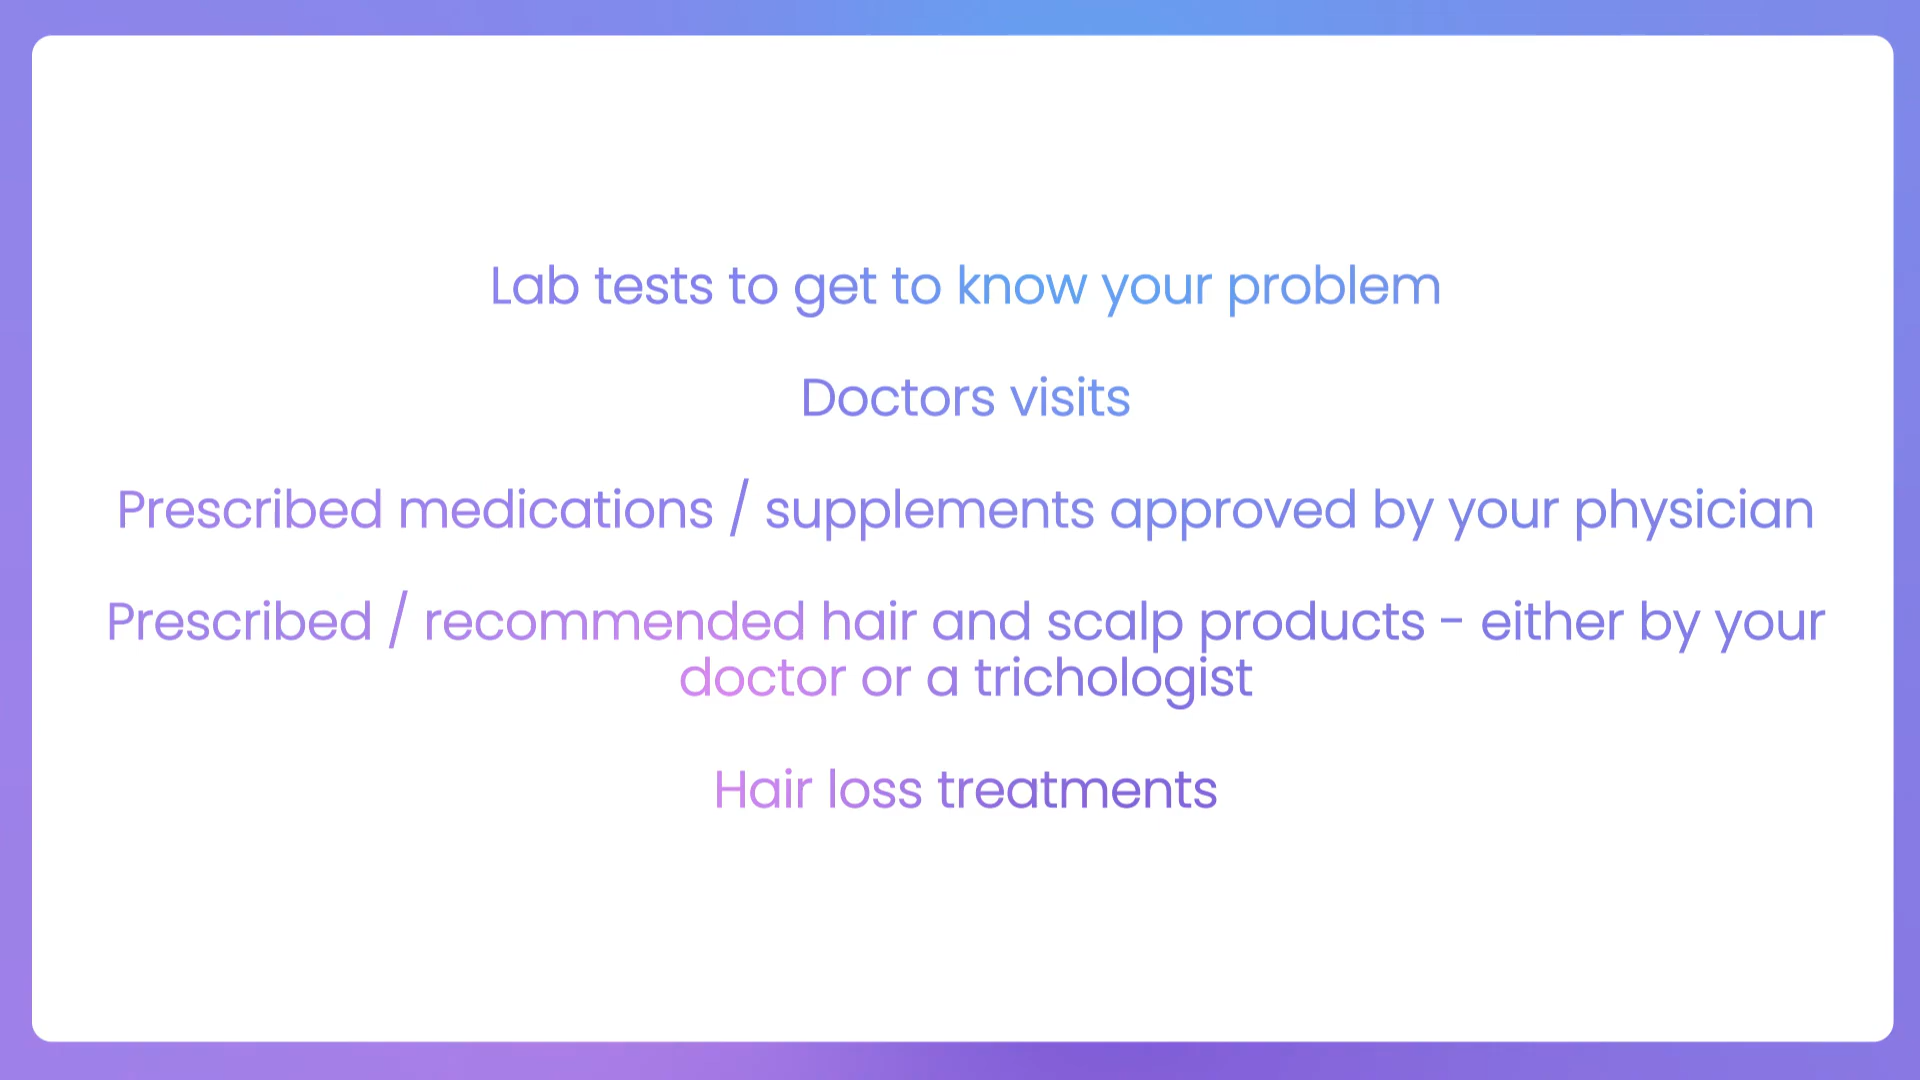 Lab tests to get to know your problem
Doctors visits
Prescribed medications / supplements approved by your physician
Prescribed / recommended hair and scalp products - either by your
doctor or a trichologist
Hair loss treatments